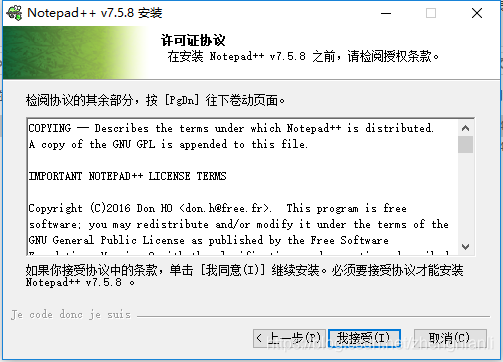 Notepad++ v7.5.8 安装
许可证协议
在安装 Notepad++ v7.5.8 之前，请检阅授权条款。
检阅协议的其余部分，按 [PgDn] 往下卷动页面。
COPYING -- Describes the terms under which Notepad++ is distributed.
A copy of the GNU GPL is appended to this file.
IMPORTANT NOTEPAD++ LICENSE TERMS
Copyright (C)2016 Don HO <don.h@free.fr>. This program is free
software; you may redistribute and/or modify it under the terms of the
GNU General Public License as published by the Free Software
如果你接受协议中的条款，单击 [我同意(I)] 继续安装。必须要接受协议才能安装
Notepad++ v7.5.8 。
Je code donc je suis
< 上一步(P)
我接受(I)
取消(C)